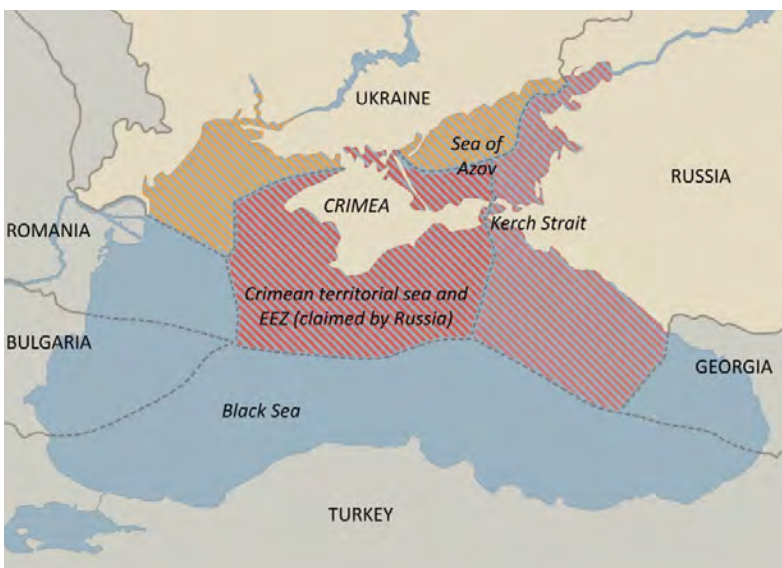 UKRAINE
Sea of
Azov
RUSSIA
CRIMEA
Kerch Strait
ROMANIA
Crimean territorial sea and
EEZ (claimed by Russia)
BULGARIA
GEORGIA
Black Sea
TURKEY